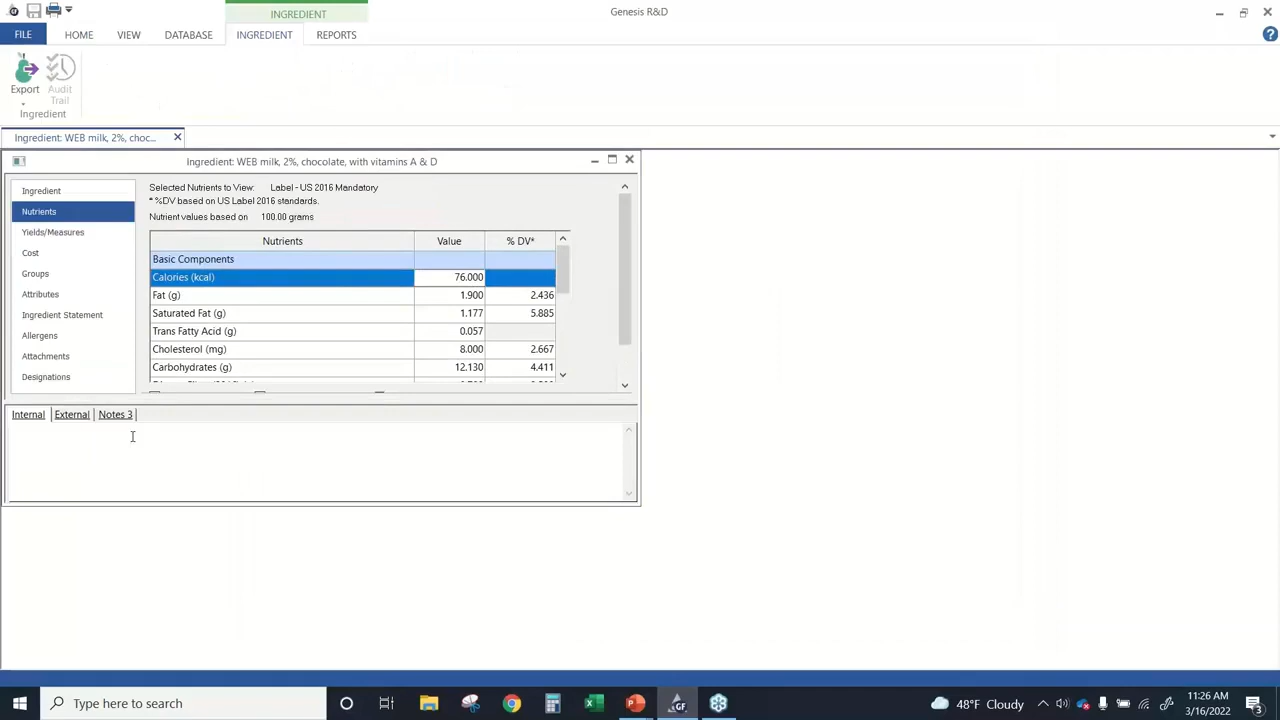 INGREDIENT
Genesis R&D
FILE
HOME
VIEW
DATABASE
INGREDIENT
REPORTS
Export
Audit
Trail
Ingredient
Ingredient: WEB milk, 2%, choc...
Ingredient: WEB milk, 2%, chocolate, with vitamins A & D
Ingredient
Nutrients
Yields/Measures
Cost
Groups
Attributes
Ingredient Statement
Allergens
Attachments
Designations
Selected Nutrients to View: Label - US 2016 Mandatory
* %DV based on US Label 2016 standards.
Nutrient values based on 100.00 grams
Nutrients Value % DV*
Basic Components
Calories (kcal) 76.000
Fat (g) 1.900 2.436
Saturated Fat (g) 1.177 5.885
Trans Fatty Acid (g) 0.057
Cholesterol (mg) 8.000 2.667
Carbohydrates (g) 12.130 4.411
Internal External Notes 3
Type here to search
GF
48°F Cloudy
11:26 AM
3/16/2022
3